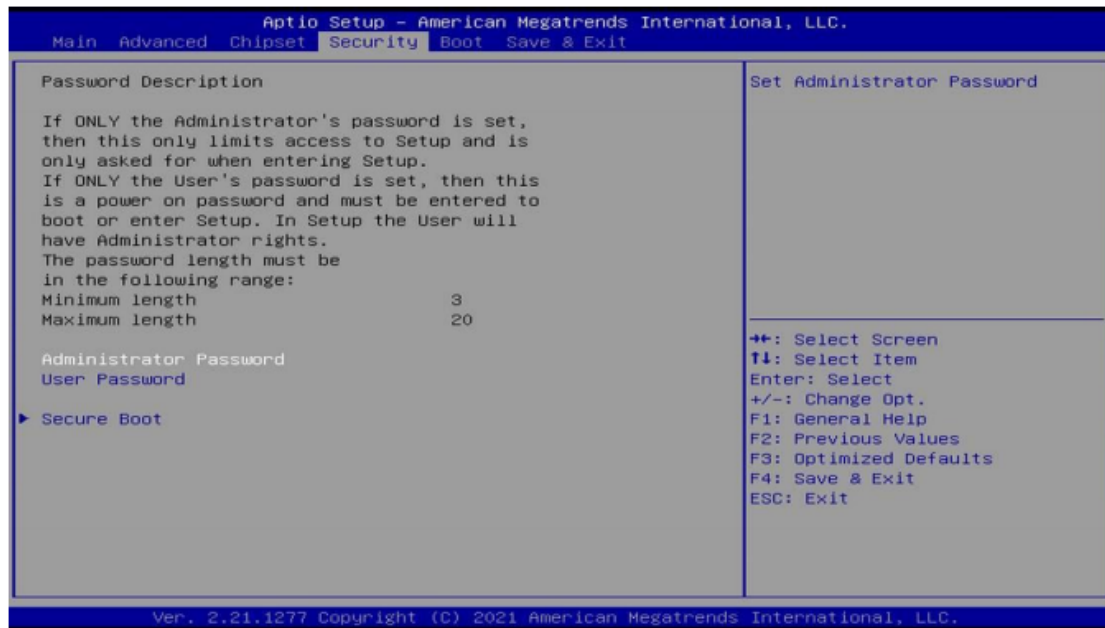 Aptio Setup – American Megatrends International, LLC.
Main Advanced Chipset Security Boot Save & Exit
Password Description
If ONLY the Administrator's password is set,
then this only limits access to Setup and is
only asked for when entering Setup.
If ONLY the User's password is set, then this
is a power on password and must be entered to
boot or enter Setup. In Setup the User will
have Administrator rights.
The password length must be
in the following range:
Minimum length 3
Maximum length 20
Administrator Password
User Password
► Secure Boot
Set Administrator Password
→←: Select Screen
↑↓: Select Item
Enter: Select
+/-: Change Opt.
F1: General Help
F2: Previous Values
F3: Optimized Defaults
F4: Save & Exit
ESC: Exit
Ver. 2.21.1277 Copyright (C) 2021 American Megatrends International, LLC.